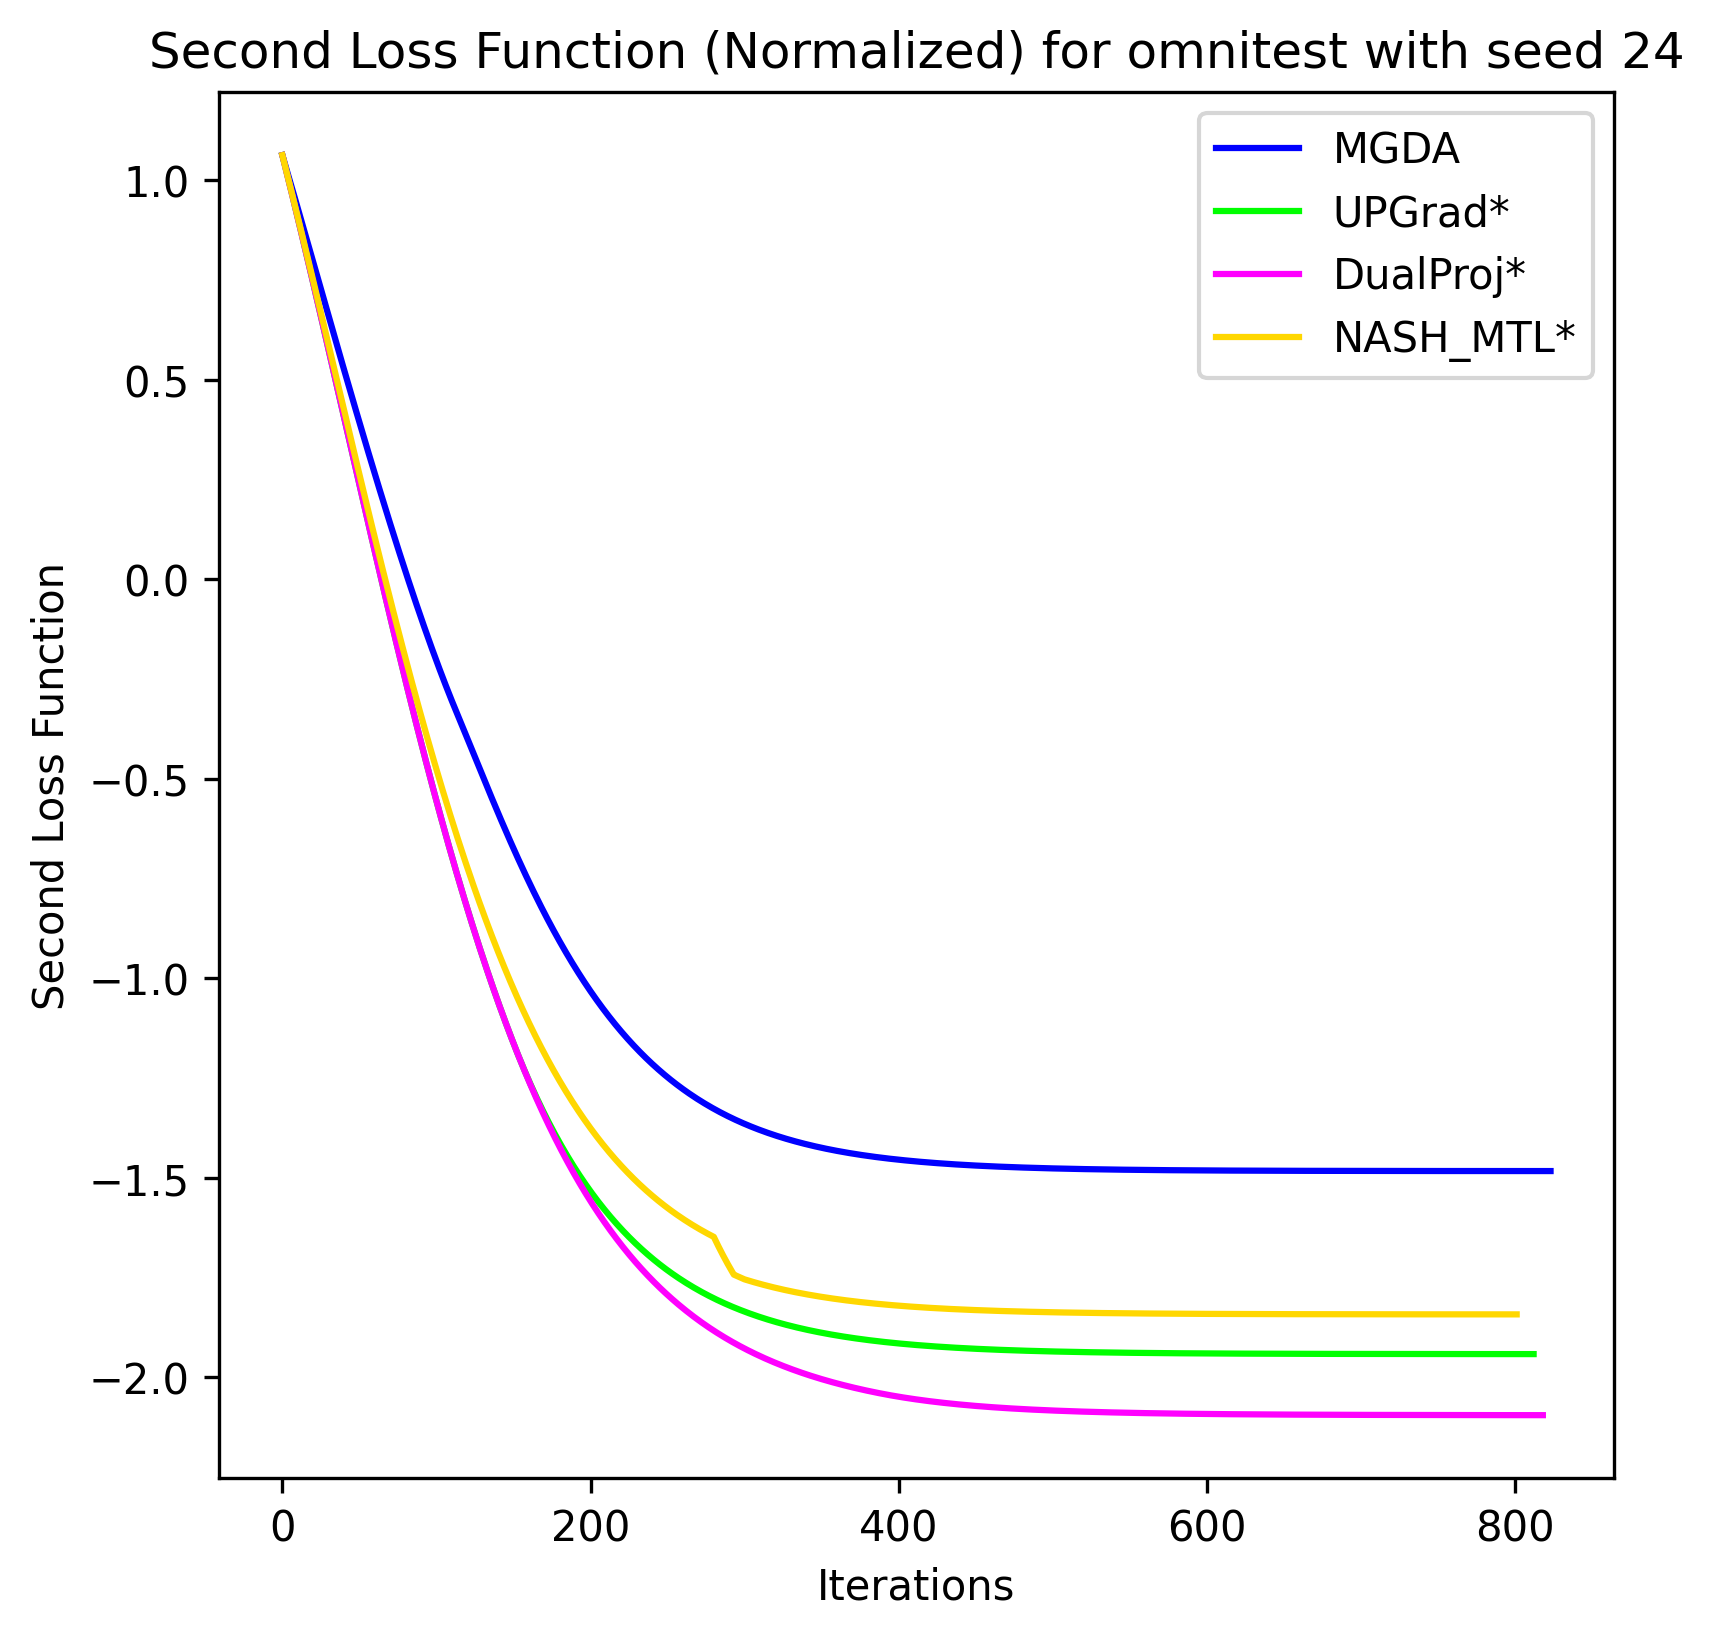 Second Loss Function (Normalized) for omnitest with seed 24
MGDA
UPGrad*
DualProj*
NASH_MTL*
1.0
0.5
0.0
−0.5
−1.0
−1.5
−2.0
Second Loss Function
0 200 400 600 800
Iterations